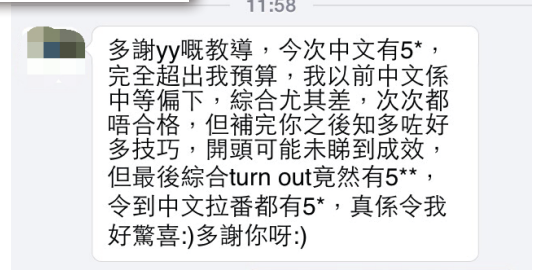 11:58
多謝yy嘅教導，今次中文有5*，
完全超出我預算，我以前中文係
中等偏下，綜合尤其差，次次都
唔合格，但補完你之後知多咗好
多技巧，開頭可能未睇到成效，
但最後綜合turn out竟然有5**，
令到中文拉番都有5*，真係令我
好驚喜:)多謝你呀:)